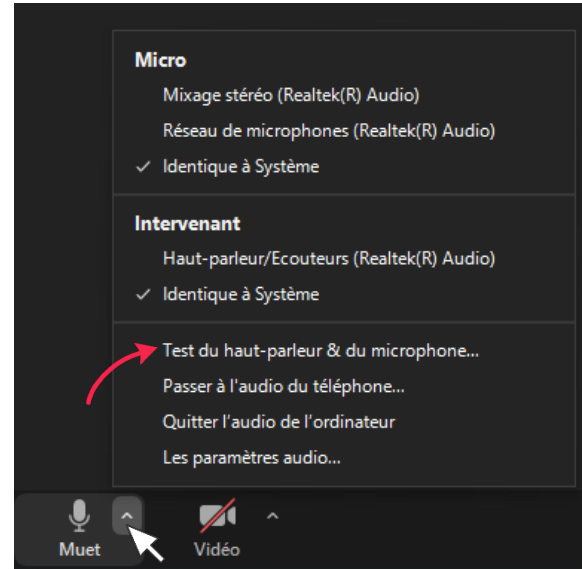 Micro
Mixage stéréo (Realtek(R) Audio)
Réseau de microphones (Realtek(R) Audio)
Identique à Système
Intervenant
Haut-parleur/Ecouteurs (Realtek(R) Audio)
Identique à Système
Test du haut-parleur & du microphone...
Passer à l'audio du téléphone...
Quitter l'audio de l'ordinateur
Les paramètres audio...
Muet
Vidéo